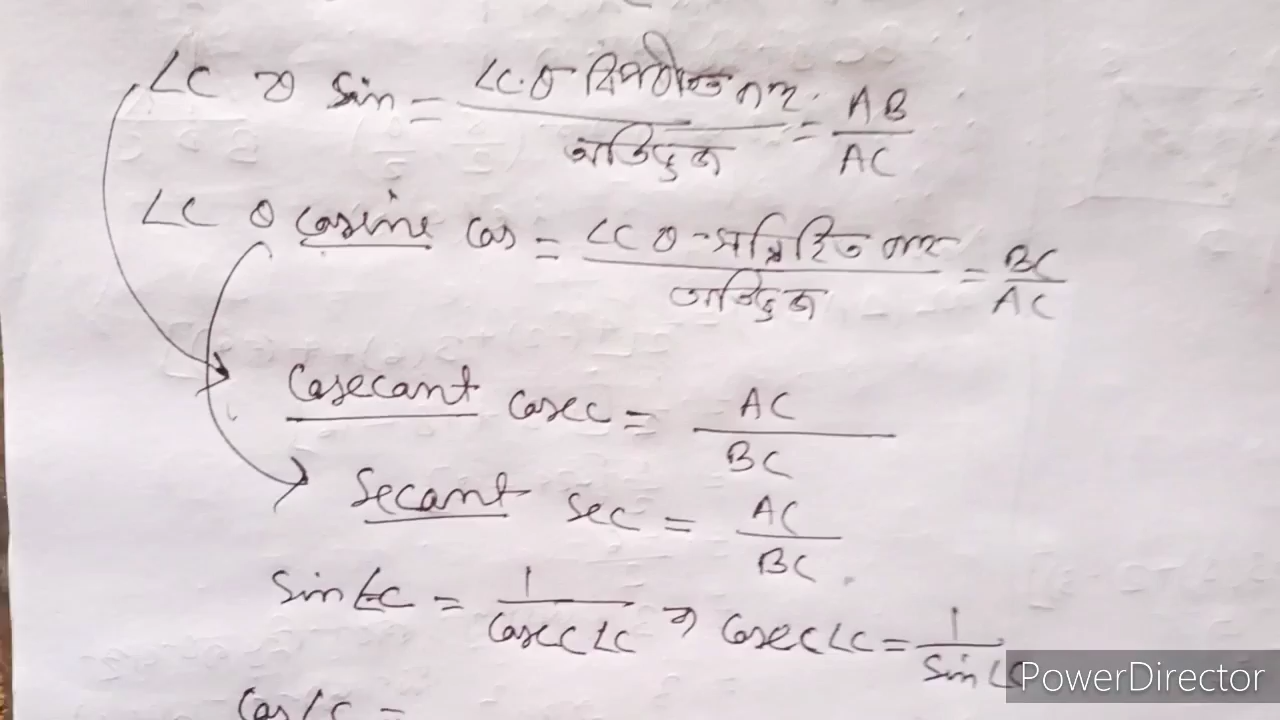 ∠C এর sin = ∠C এর বিপরীত বাহু / অতিভুজ = AB / AC
∠C এর cosine cos = ∠C এর সন্নিহিত বাহু / অতিভুজ = BC / AC
Cosecant cosec = AC / BC
Secant sec = AC / BC
Sin∠C = 1 / Cosec∠C ⇒ Cosec∠C = 1 / Sin∠C
Cos∠C =
PowerDirector